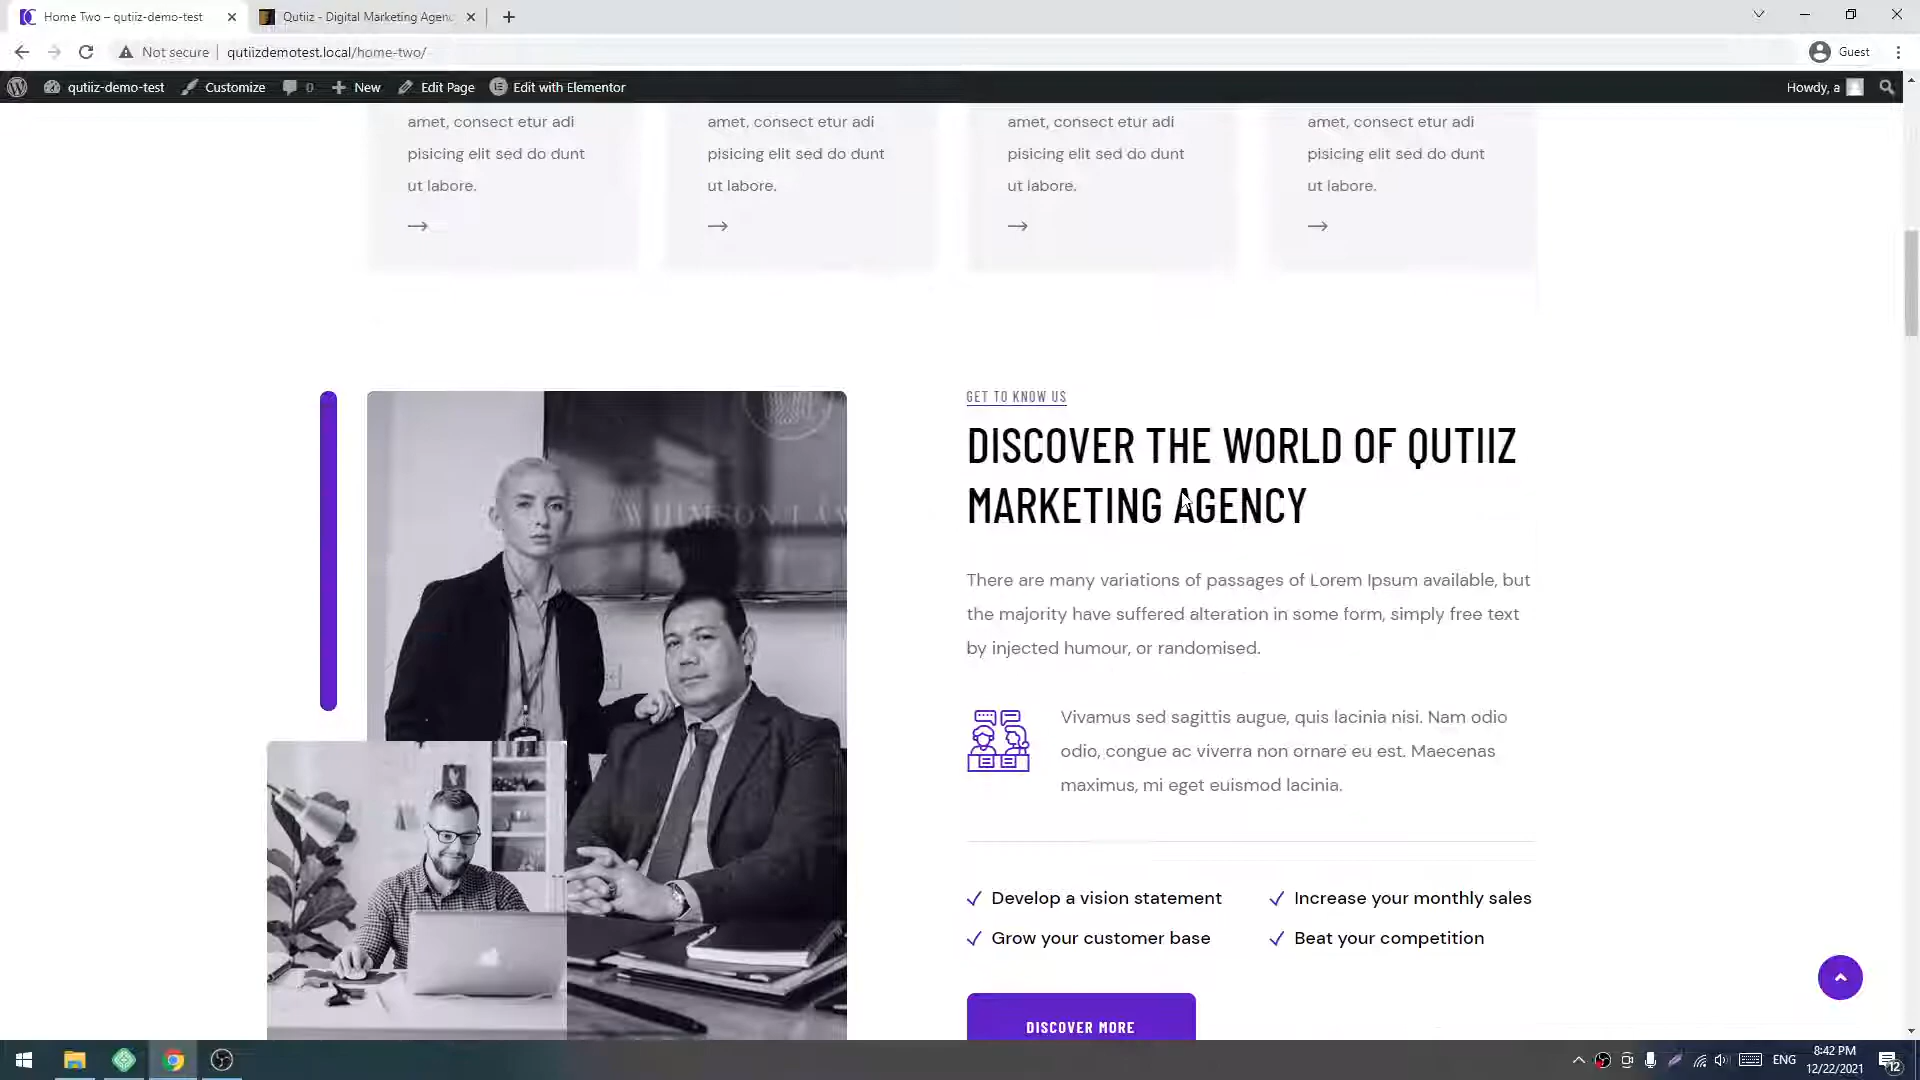 Home Two – qutiiz-demo-test
Qutiiz - Digital Marketing Agenc
Not secure
qutiizdemotest.local/home-two/
Guest
qutiiz-demo-test
Customize
0
New
Edit Page
Edit with Elementor
Howdy, a
amet, consect etur adi
pisicing elit sed do dunt
ut labore.
amet, consect etur adi
pisicing elit sed do dunt
ut labore.
amet, consect etur adi
pisicing elit sed do dunt
ut labore.
amet, consect etur adi
pisicing elit sed do dunt
ut labore.
WHIMSON LAW
GET TO KNOW US
DISCOVER THE WORLD OF QUTIIZ
MARKETING AGENCY
There are many variations of passages of Lorem Ipsum available, but
the majority have suffered alteration in some form, simply free text
by injected humour, or randomised.
Vivamus sed sagittis augue, quis lacinia nisi. Nam odio
odio, congue ac viverra non ornare eu est. Maecenas
maximus, mi eget euismod lacinia.
Develop a vision statement
Increase your monthly sales
Grow your customer base
Beat your competition
DISCOVER MORE
ENG
8:42 PM
12/22/2021
12